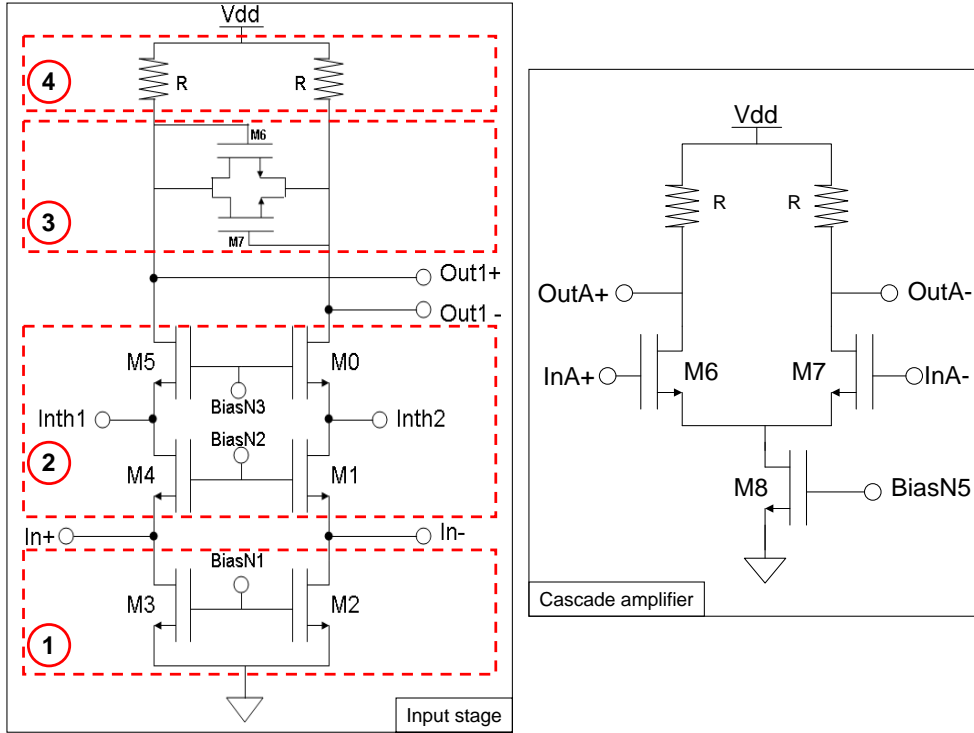 Vdd
4
R
R
M6
3
M7
Out1+
Out1 -
M5
M0
BiasN3
Inth1
Inth2
BiasN2
2
M4
M1
In+
In-
BiasN1
M3
M2
1
Input stage
Vdd
R
R
OutA+
OutA-
InA+
M6
M7
InA-
M8
BiasN5
Cascade amplifier